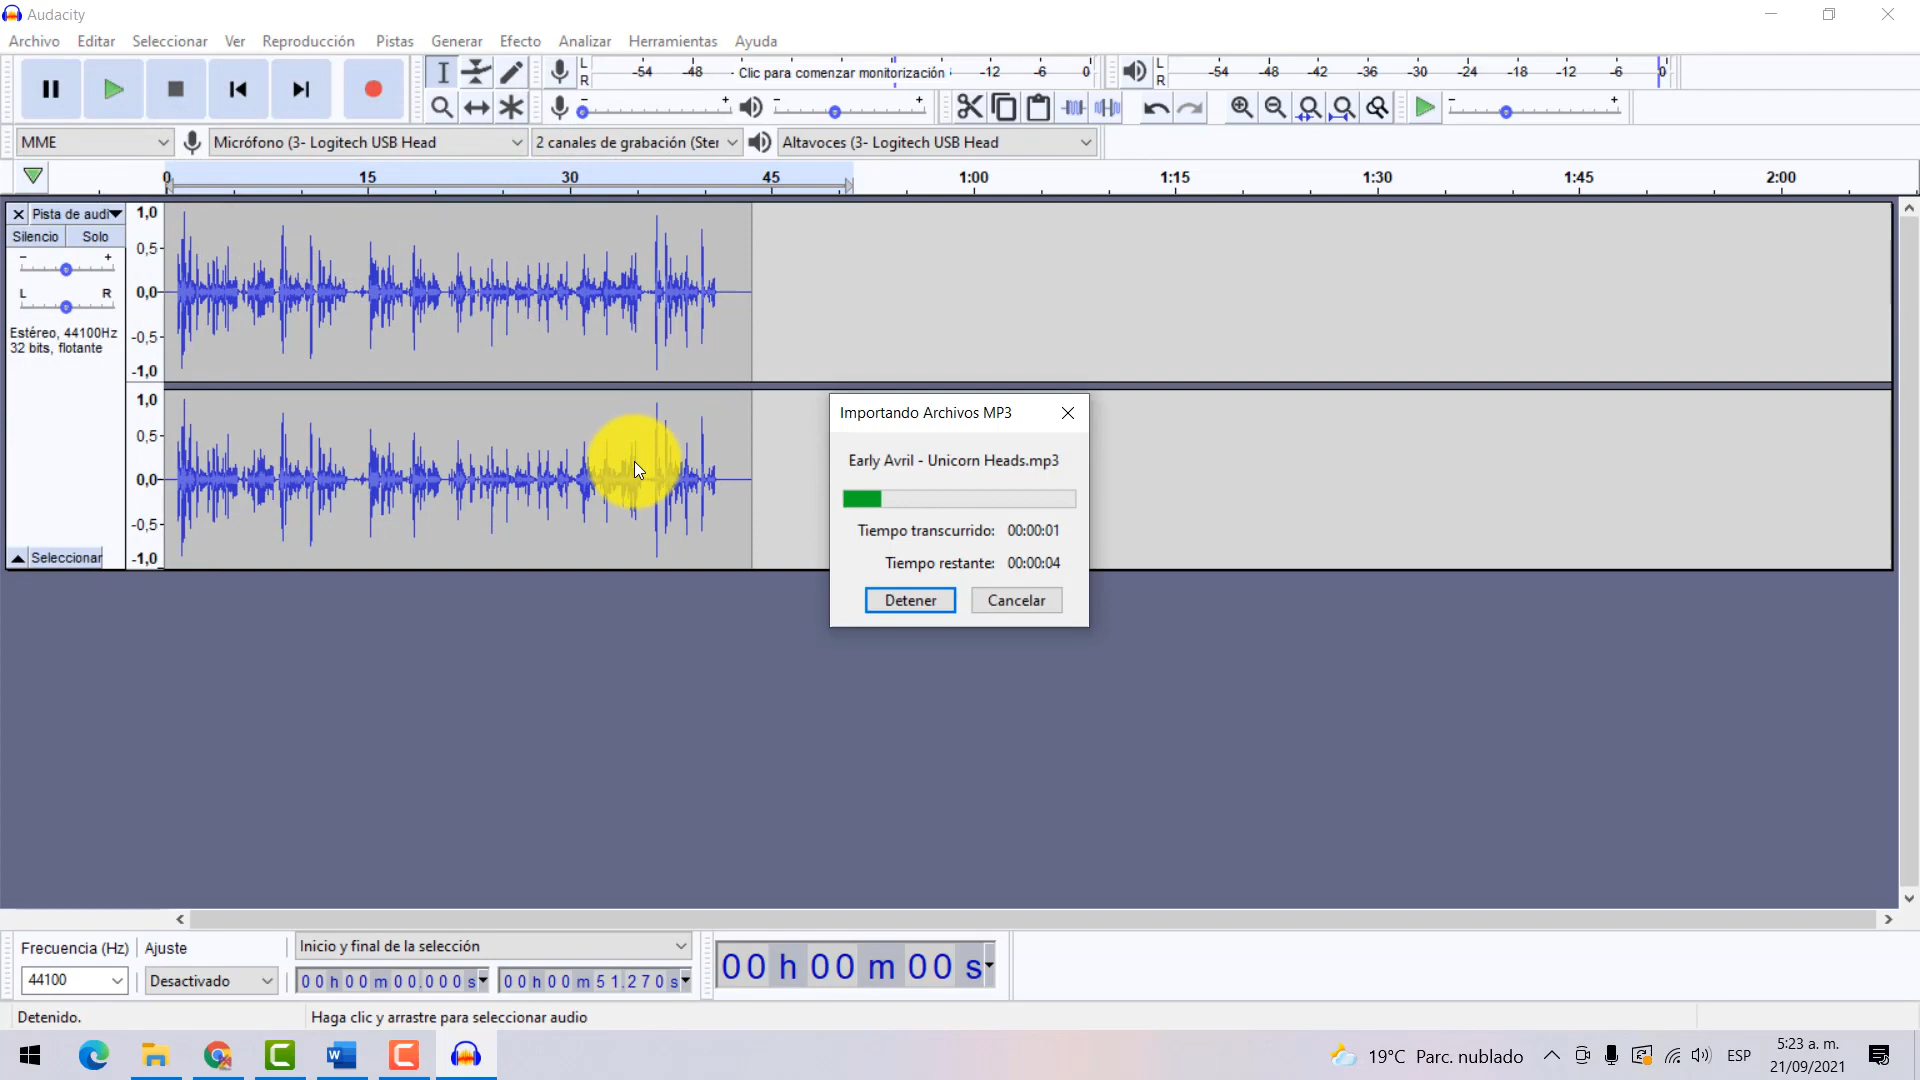 Audacity
Archivo Editar Seleccionar Ver Reproducción Pistas Generar Efecto Analizar Herramientas Ayuda
L R -54 -48 - Clic para comenzar monitorización -12 -6 0 L R -54 -48 -42 -36 -30 -24 -18 -12 -6 0
- + - + - +
MME Micrófono (3- Logitech USB Head 2 canales de grabación (Ster Altavoces (3- Logitech USB Head
0 15 30 45 1:00 1:15 1:30 1:45 2:00
Pista de audi
Silencio Solo
- +
L R
Estéreo, 44100Hz
32 bits, flotante
Seleccionar
1,0
0,5-
0,0-
-0,5-
-1,0
1,0
0,5-
0,0-
-0,5-
-1,0
Importando Archivos MP3
Early Avril - Unicorn Heads.mp3
Tiempo transcurrido: 00:00:01
Tiempo restante: 00:00:04
Detener Cancelar
Frecuencia (Hz) Ajuste Inicio y final de la selección
44100 Desactivado 00 h 00 m 00.000 s 00 h 00 m 51.270 s
00 h 00 m 00 s
Detenido. Haga clic y arrastre para seleccionar audio
19°C Parc. nublado ESP
5:23 a. m.
21/09/2021